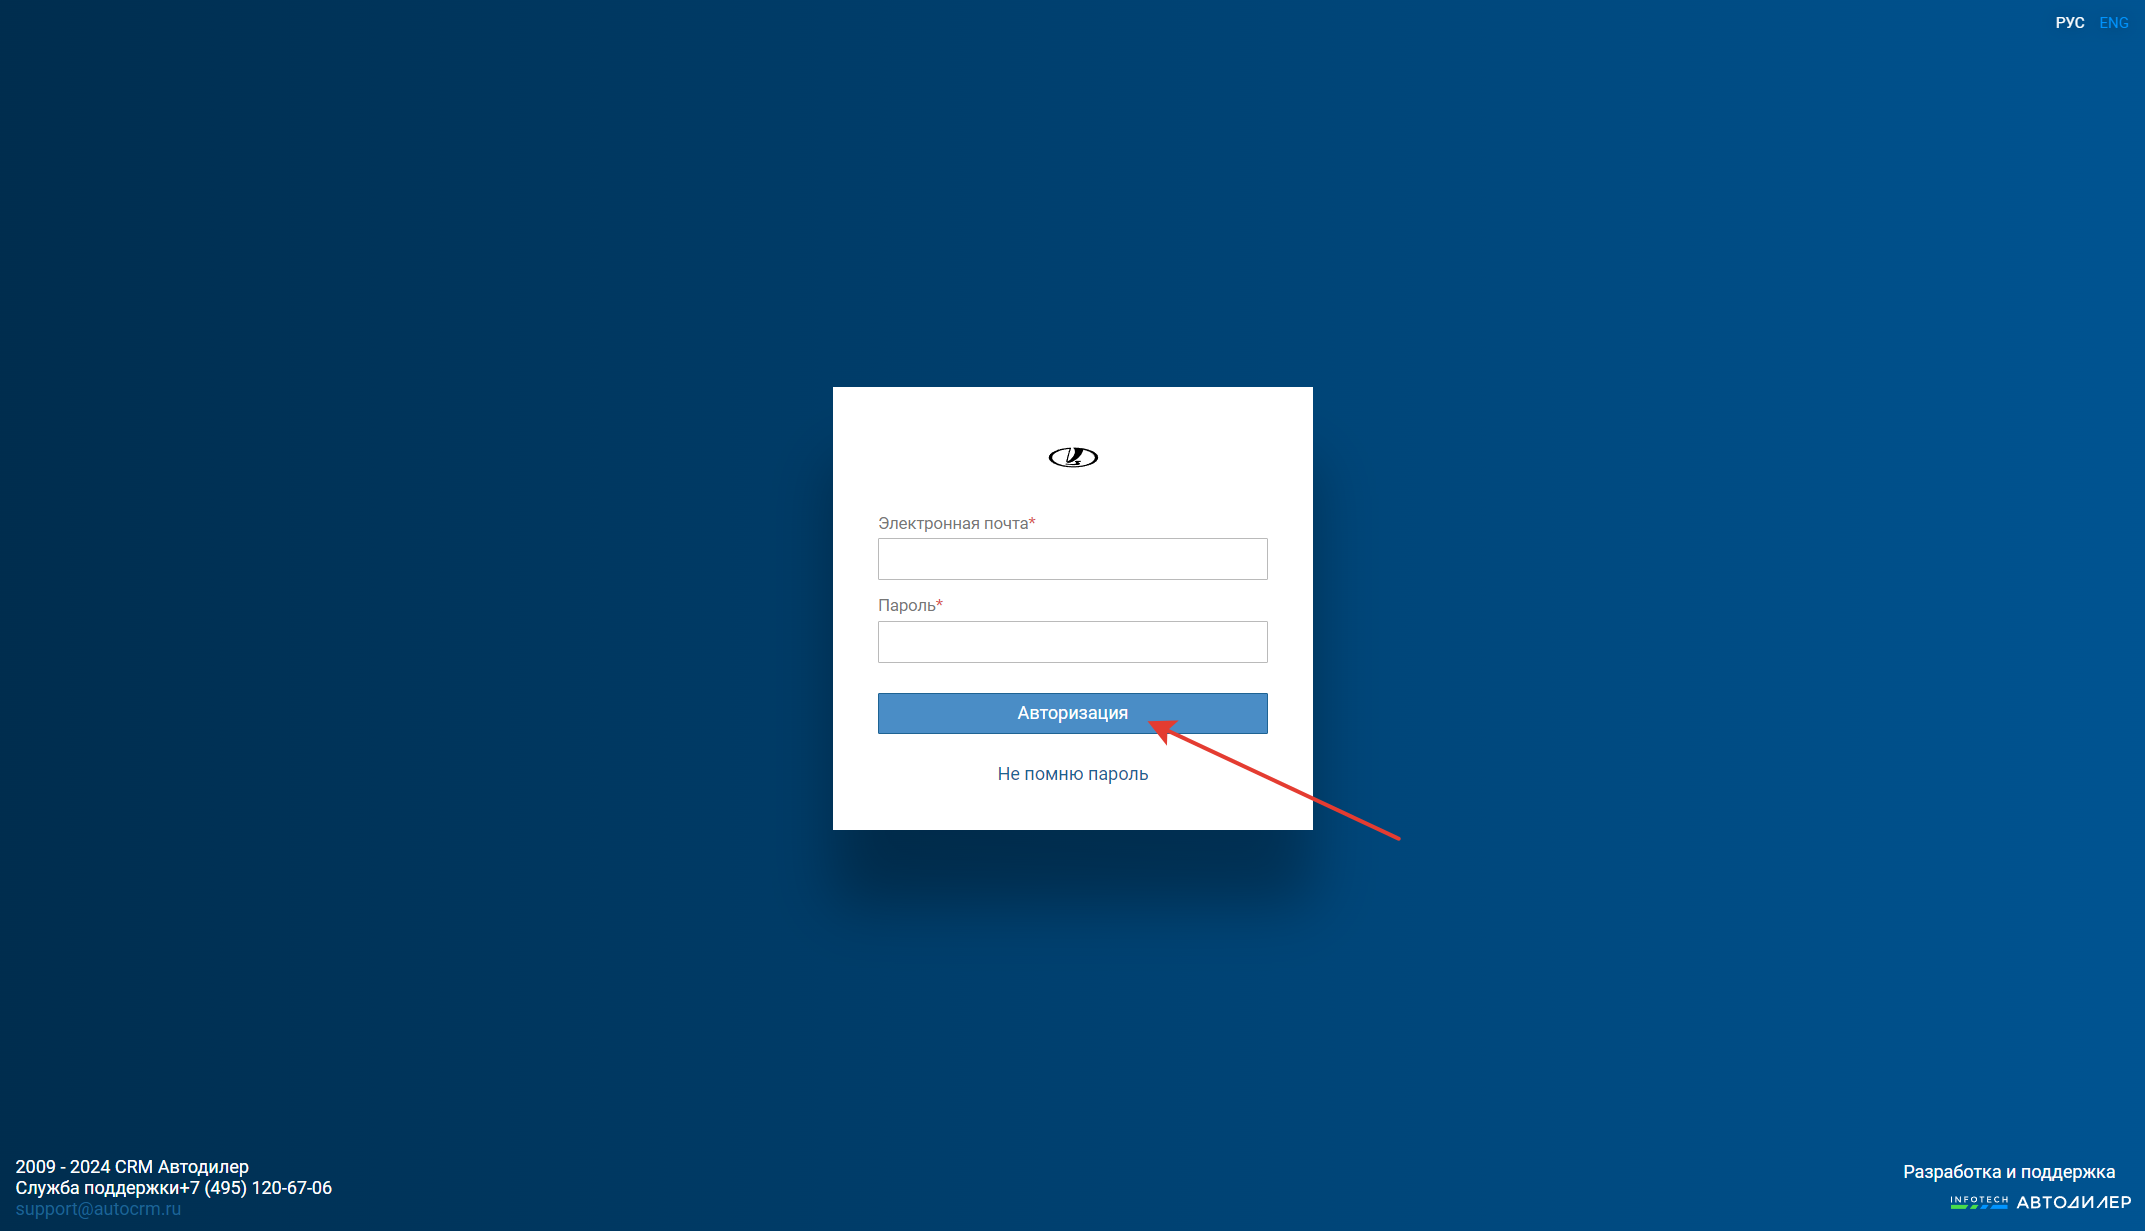 РУС ENG
Электронная почта*
Пароль*
Авторизация
Не помню пароль
2009 - 2024 CRM Автодилер
Служба поддержки+7 (495) 120-67-06
support@autocrm.ru
Разработка и поддержка
INFOTECH АВТОДИЛЕР